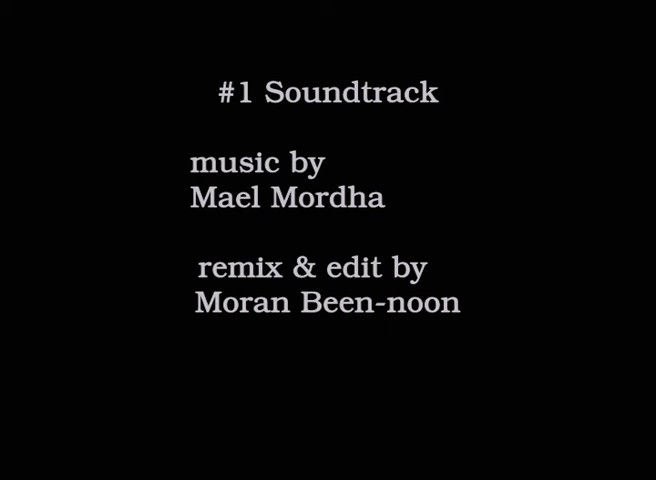 #1 Soundtrack
music by
Mael Mordha
remix & edit by
Moran Been-noon